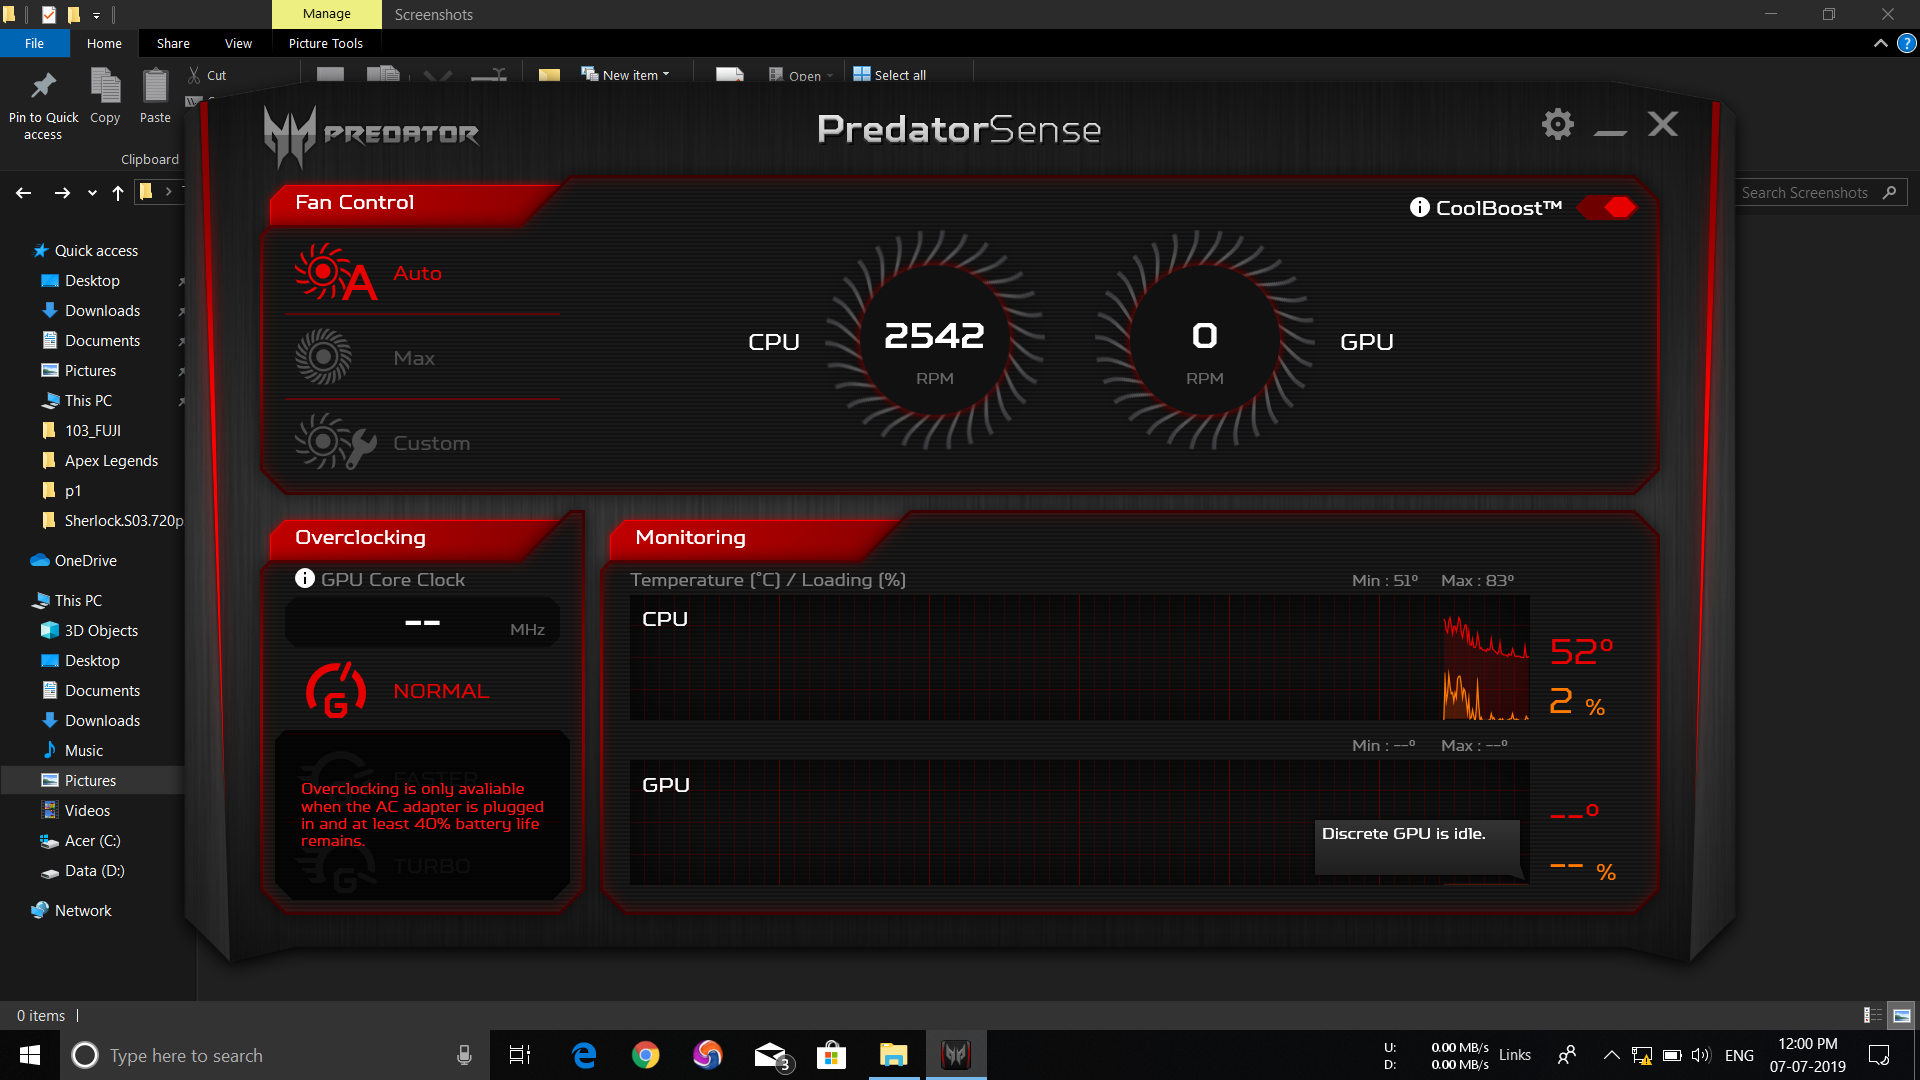 Manage
Screenshots
File
Home
Share
View
Picture Tools
Cut
New item
Open
Select all
Pin to Quick
access
Copy
Paste
Clipboard
Search Screenshots
PREDATOR
PredatorSense
Fan Control
CoolBoost™
Auto
Max
Custom
CPU
2542
RPM
0
RPM
GPU
Overclocking
GPU Core Clock
--
MHz
NORMAL
FASTER
Overclocking is only avaliable
when the AC adapter is plugged
in and at least 40% battery life
remains.
TURBO
Monitoring
Temperature (°C) / Loading (%)
Min : 51º
Max : 83º
CPU
52º
2 %
Min : --º
Max : --º
GPU
Discrete GPU is idle.
--º
-- %
Quick access
Desktop
Downloads
Documents
Pictures
This PC
103_FUJI
Apex Legends
p1
Sherlock.S03.720p
OneDrive
This PC
3D Objects
Desktop
Documents
Downloads
Music
Pictures
Videos
Acer (C:)
Data (D:)
Network
0 items
Type here to search
3
U: 0.00 MB/s
D: 0.00 MB/s
Links
ENG
12:00 PM
07-07-2019